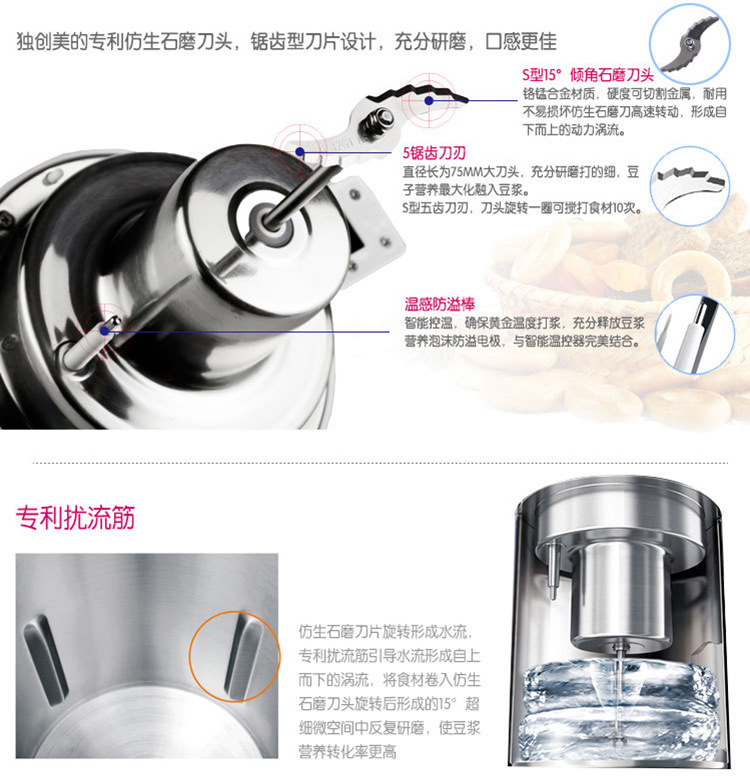 独创美的专利仿生石磨刀头，锯齿型刀片设计，充分研磨，口感更佳
S型15°倾角石磨刀头
铬锰合金材质，硬度可切割金属，耐用
不易损坏仿生石磨刀高速转动，形成自
下而上的动力涡流。
5锯齿刀刃
直径长为75MM大刀头，充分研磨打的细，豆
子营养最大化融入豆浆。
S型五齿刀刃，刀头旋转一圈可搅打食材10次。
温感防溢棒
智能控温，确保黄金温度打浆，充分释放豆浆
营养泡沫防溢电极，与智能温控器完美结合。
专利扰流筋
仿生石磨刀片旋转形成水流，
专利扰流筋引导水流形成自上
而下的涡流，将食材卷入仿生
石磨刀头旋转后形成的15°超
细微空间中反复研磨，使豆浆
营养转化率更高